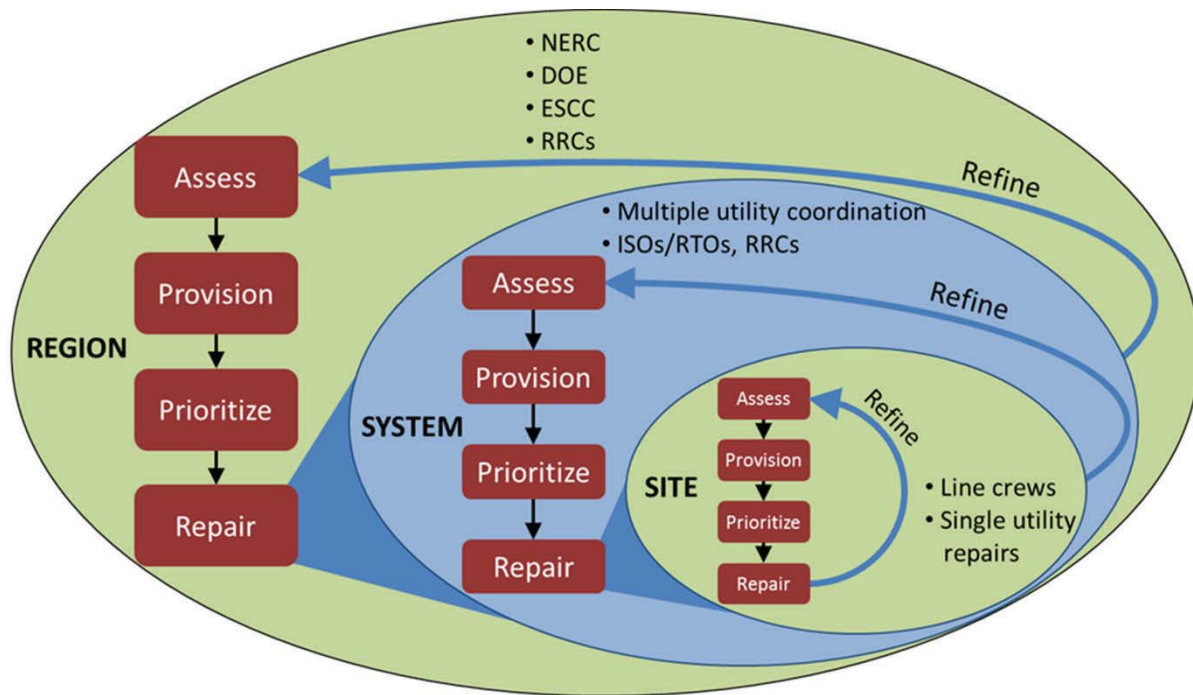 • NERC
• DOE
• ESCC
• RRCs
Refine
Assess
Provision
REGION
Prioritize
Repair
• Multiple utility coordination
• ISOs/RTOs, RRCs
Refine
Assess
Provision
SYSTEM
Prioritize
Repair
Assess
Refine
Provision
SITE
Prioritize
Repair
• Line crews
• Single utility
repairs